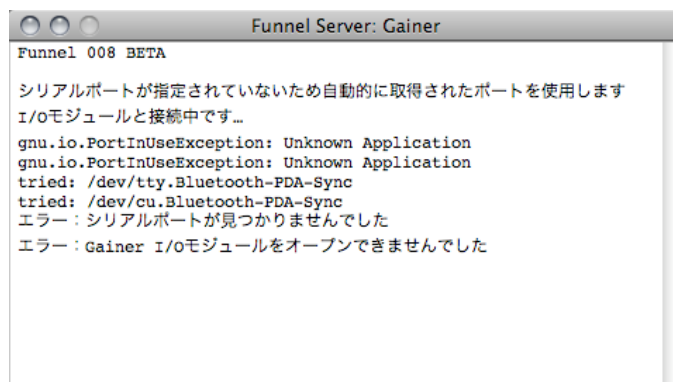 Funnel Server: Gainer
Funnel 008 BETA
シリアルポートが指定されていないため自動的に取得されたポートを使用します
I/Oモジュールと接続中です…
gnu.io.PortInUseException: Unknown Application
gnu.io.PortInUseException: Unknown Application
tried: /dev/tty.Bluetooth-PDA-Sync
tried: /dev/cu.Bluetooth-PDA-Sync
エラー：シリアルポートが見つかりませんでした
エラー：Gainer I/Oモジュールをオープンできませんでした